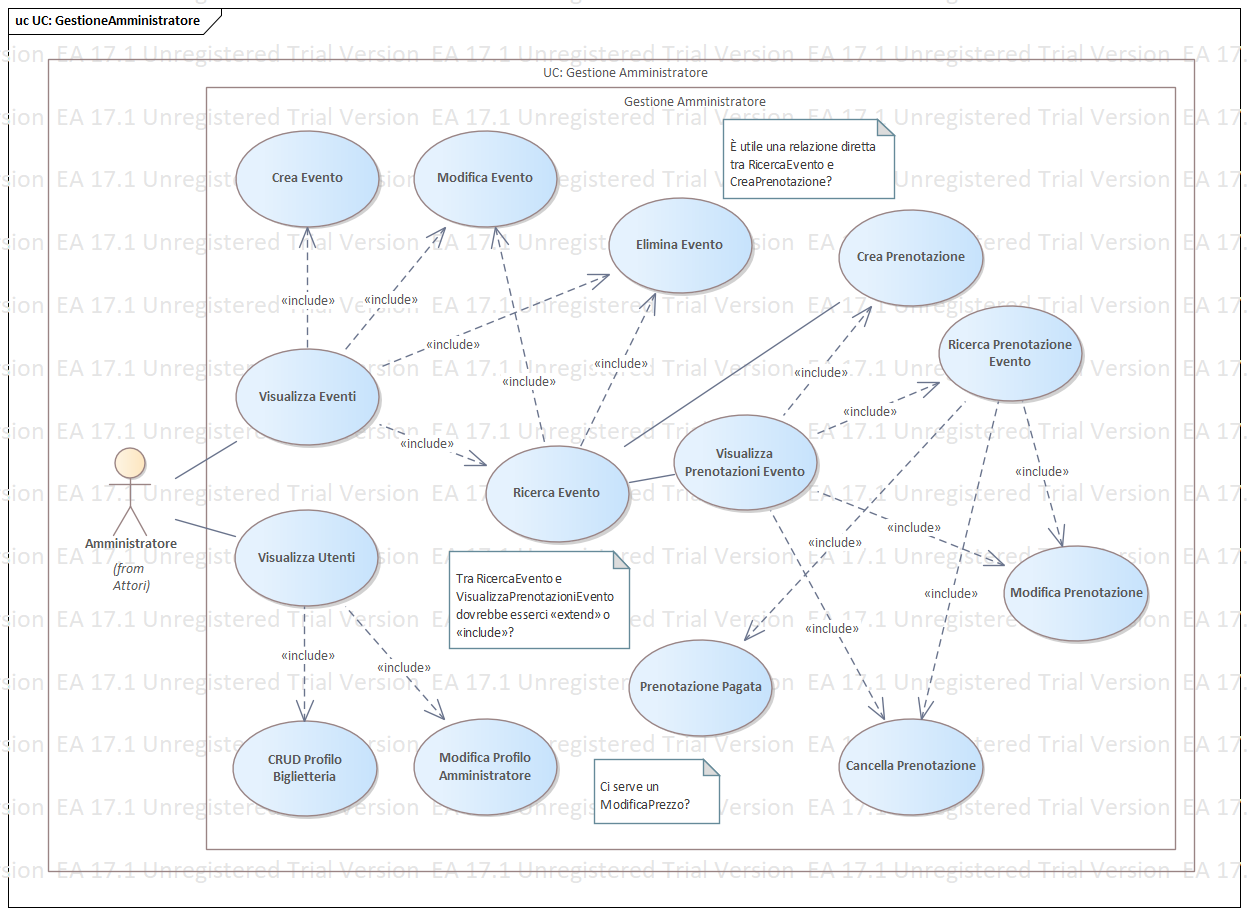 uc UC: GestioneAmministratore
UC: Gestione Amministratore
Gestione Amministratore
È utile una relazione diretta
tra RicercaEvento e
CreaPrenotazione?
Crea Evento
Modifica Evento
Elimina Evento
Crea Prenotazione
«include»
«include»
«include»
Ricerca Prenotazione
Evento
«include»
«include»
«include»
Visualizza Eventi
«include»
«include»
Visualizza
Prenotazioni Evento
«include»
Ricerca Evento
Amministratore
(from
Attori)
«include»
«include»
Visualizza Utenti
Tra RicercaEvento e
VisualizzaPrenotazioniEvento
dovrebbe esserci «extend» o
«include»?
Modifica Prenotazione
«include»
«include»
«include»
«include»
Prenotazione Pagata
CRUD Profilo
Biglietteria
Modifica Profilo
Amministratore
Cancella Prenotazione
Ci serve un
ModificaPrezzo?
EA 17.1 Unregistered Trial Version